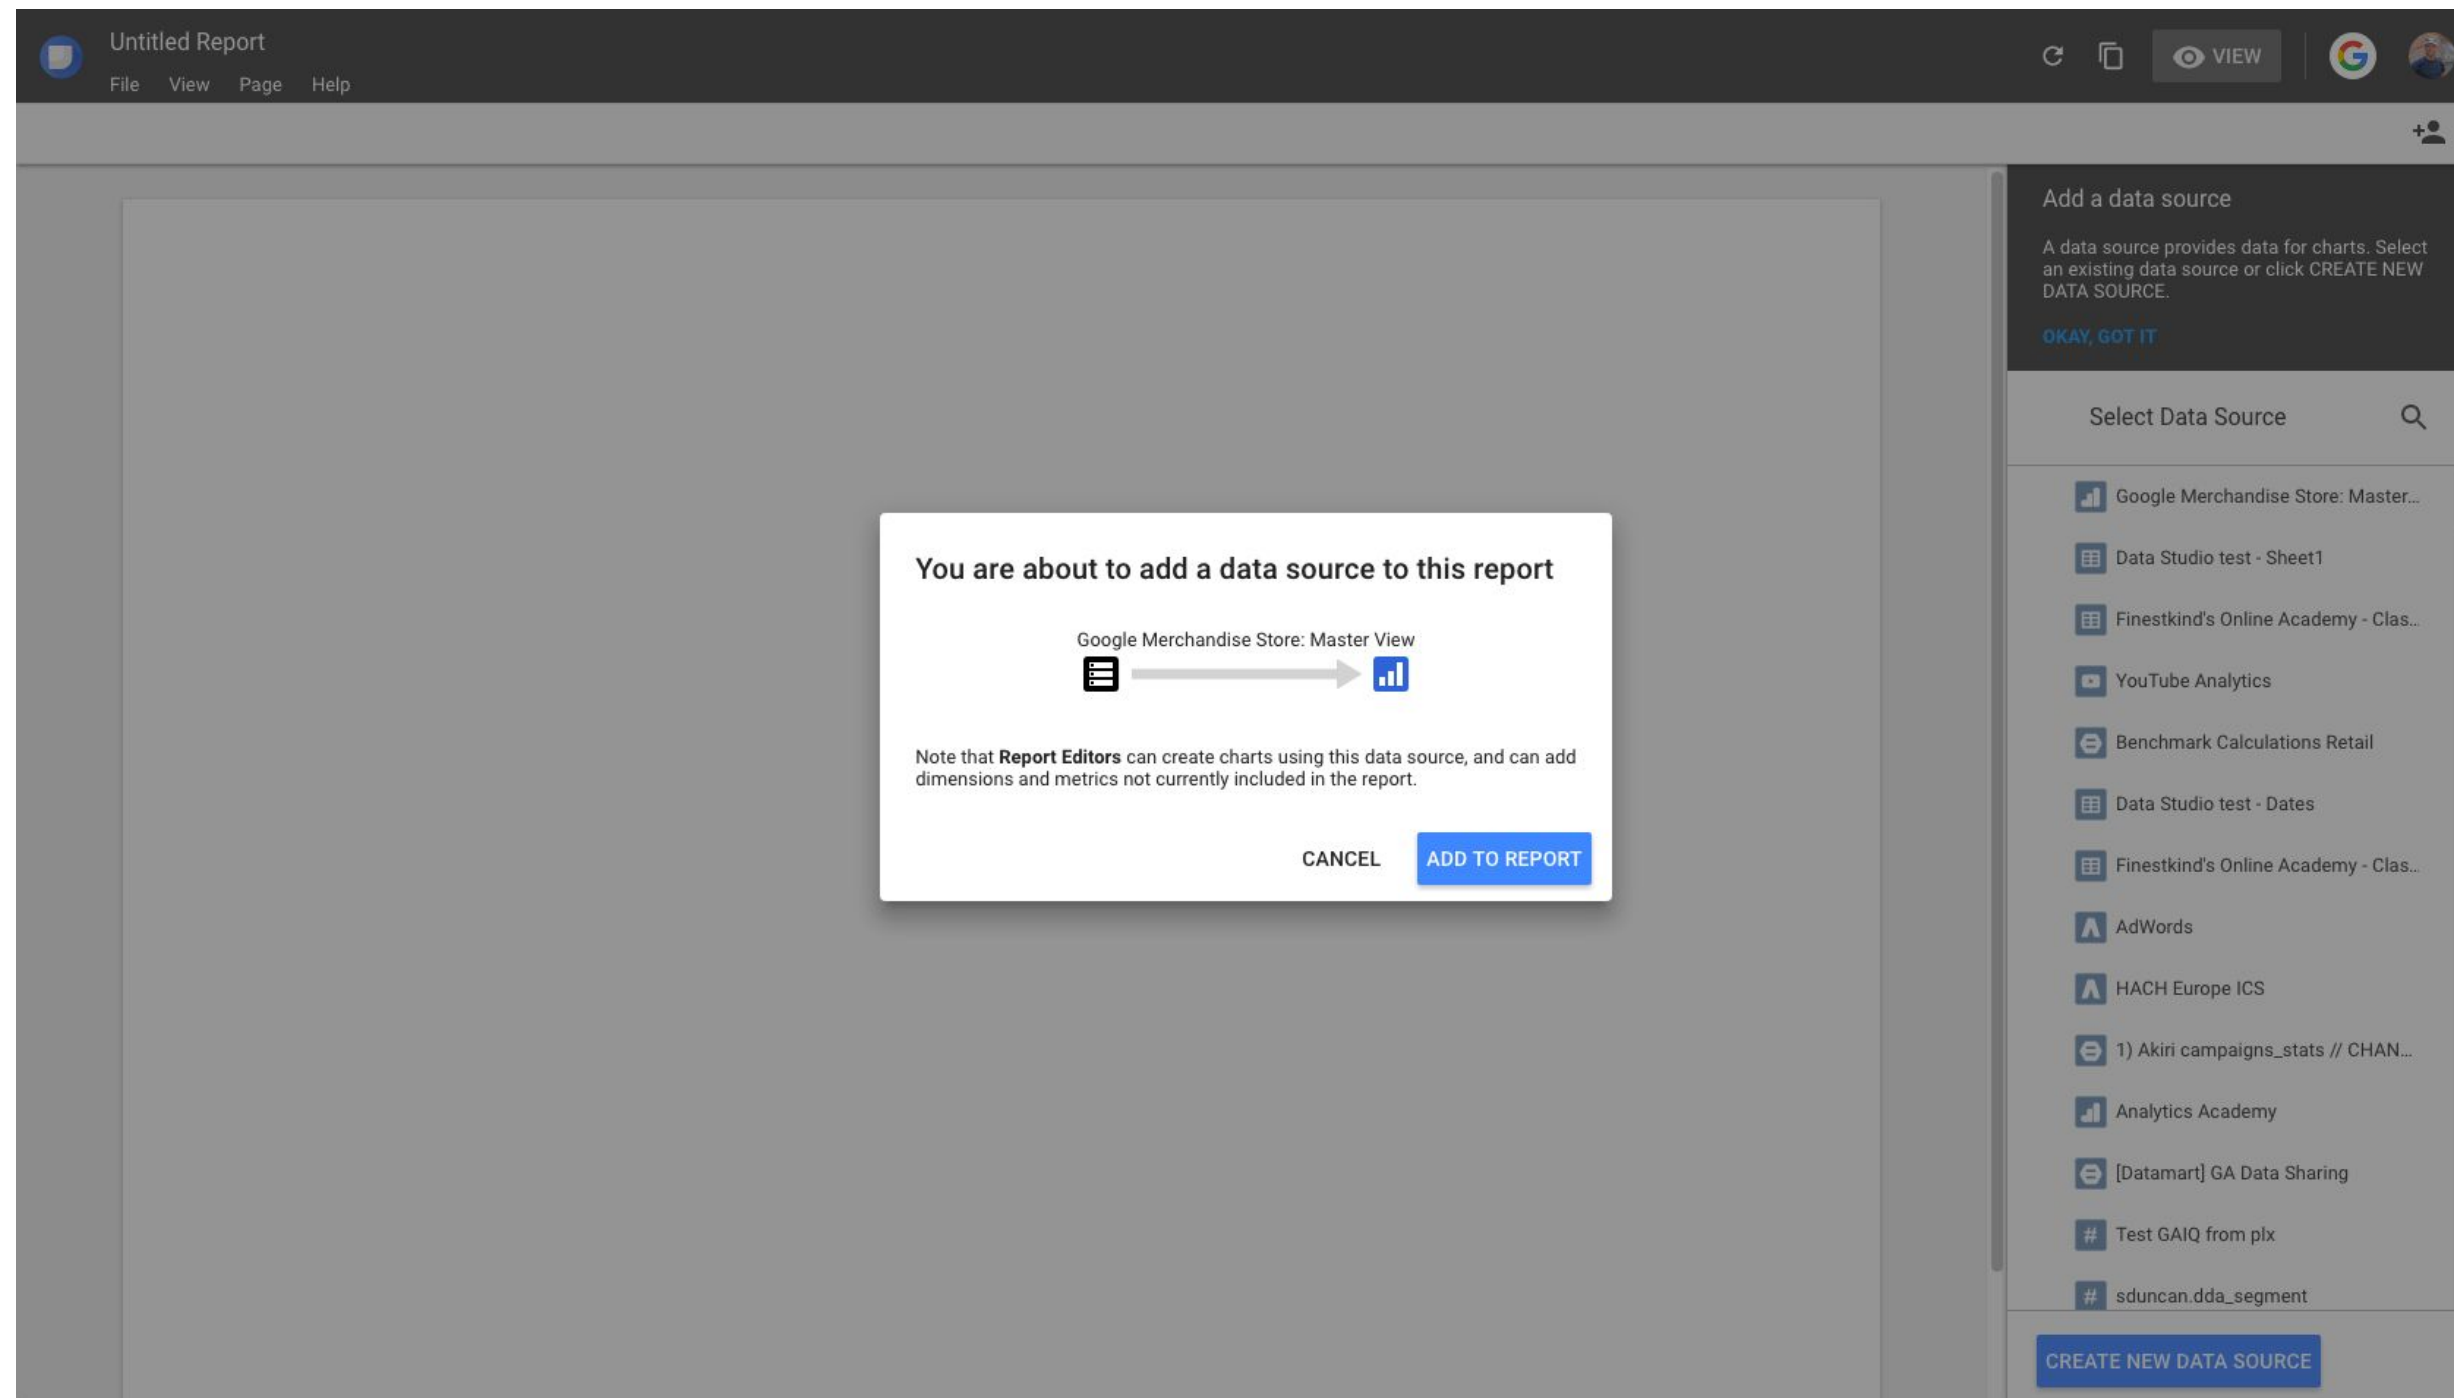 Untitled Report
File View Page Help
VIEW
Add a data source
A data source provides data for charts. Select
an existing data source or click CREATE NEW
DATA SOURCE.
OKAY, GOT IT
Select Data Source
Google Merchandise Store: Master...
Data Studio test - Sheet1
Finestkind's Online Academy - Clas...
YouTube Analytics
Benchmark Calculations Retail
Data Studio test - Dates
Finestkind's Online Academy - Clas...
AdWords
HACH Europe ICS
1) Akiri campaigns_stats // CHAN...
Analytics Academy
[Datamart] GA Data Sharing
# Test GAIQ from plx
# sduncan.dda_segment
CREATE NEW DATA SOURCE
You are about to add a data source to this report
Google Merchandise Store: Master View
Note that Report Editors can create charts using this data source, and can add
dimensions and metrics not currently included in the report.
CANCEL ADD TO REPORT